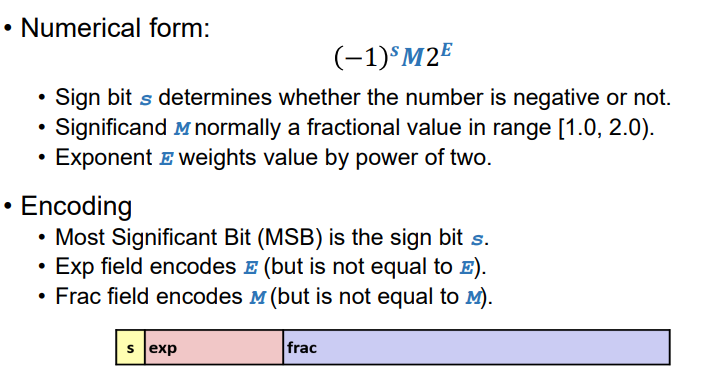 • Numerical form:
(−1)ˢM2ᴱ
• Sign bit s determines whether the number is negative or not.
• Significand M normally a fractional value in range [1.0, 2.0).
• Exponent E weights value by power of two.
• Encoding
• Most Significant Bit (MSB) is the sign bit s.
• Exp field encodes E (but is not equal to E).
• Frac field encodes M (but is not equal to M).
s exp frac